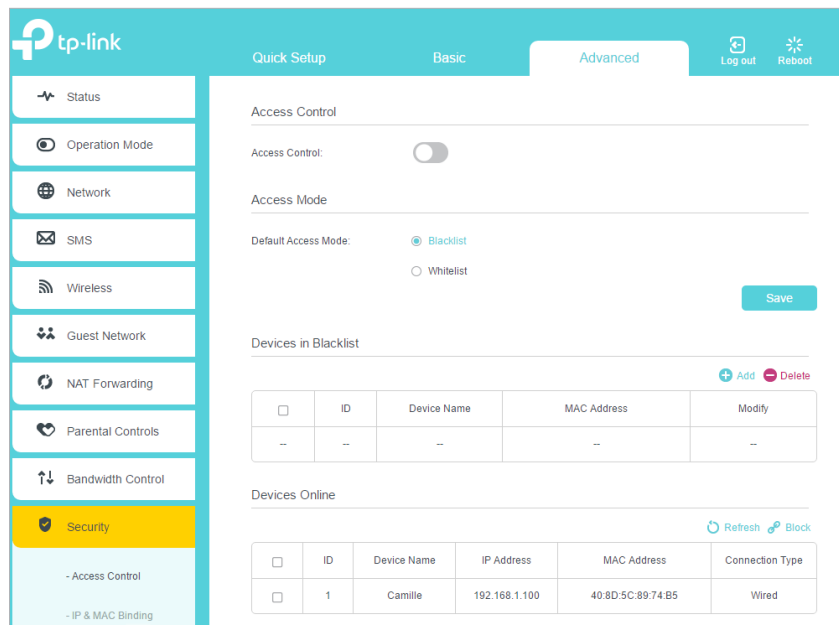 tp-link
Quick Setup Basic Advanced Log out Reboot
Status
Operation Mode
Network
SMS
Wireless
Guest Network
NAT Forwarding
Parental Controls
Bandwidth Control
Security
- Access Control
- IP & MAC Binding
Access Control
Access Control:
Access Mode
Default Access Mode: Blacklist
Whitelist
Save
Devices in Blacklist
Add Delete
ID Device Name MAC Address Modify
-- -- -- -- --
Devices Online
Refresh Block
ID Device Name IP Address MAC Address Connection Type
1 Camille 192.168.1.100 40:8D:5C:89:74:B5 Wired